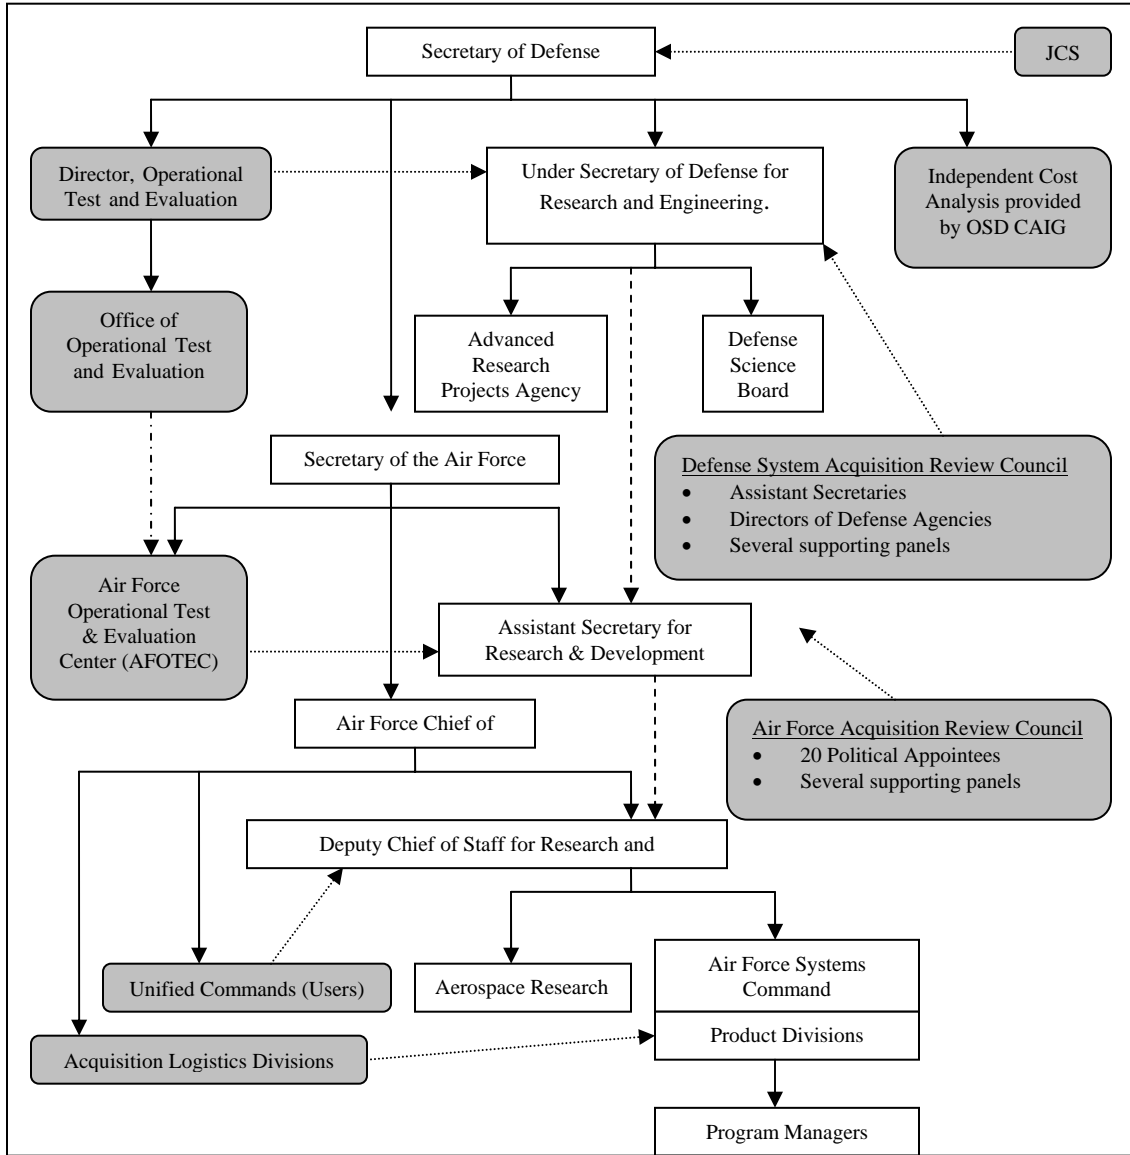 Secretary of Defense
JCS
Director, Operational
Test and Evaluation
Under Secretary of Defense for
Research and Engineering.
Independent Cost
Analysis provided
by OSD CAIG
Office of
Operational Test
and Evaluation
Advanced
Research
Projects Agency
Defense
Science
Board
Secretary of the Air Force
Defense System Acquisition Review Council
• Assistant Secretaries
• Directors of Defense Agencies
• Several supporting panels
Air Force
Operational Test
& Evaluation
Center (AFOTEC)
Assistant Secretary for
Research & Development
Air Force Chief of
Air Force Acquisition Review Council
• 20 Political Appointees
• Several supporting panels
Deputy Chief of Staff for Research and
Unified Commands (Users)
Aerospace Research
Air Force Systems
Command
Product Divisions
Acquisition Logistics Divisions
Program Managers